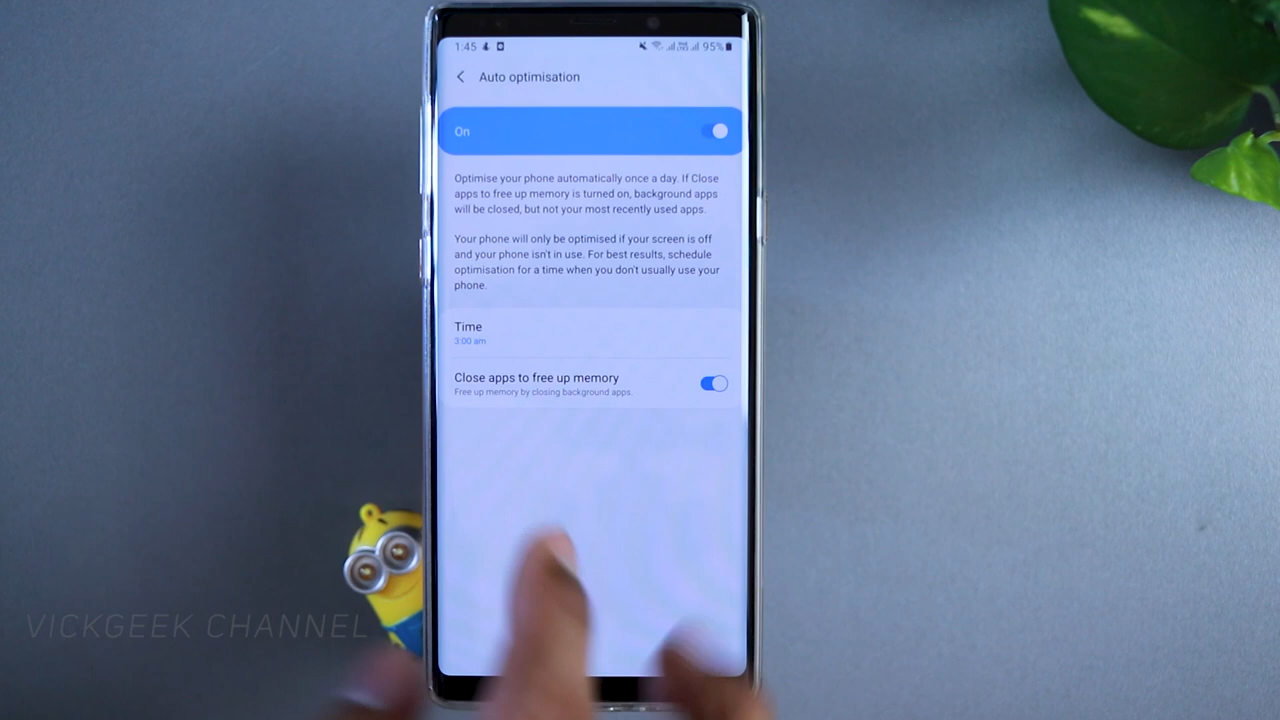 1:45 95%
Auto optimisation
On
Optimise your phone automatically once a day. If Close
apps to free up memory is turned on, background apps
will be closed, but not your most recently used apps.
Your phone will only be optimised if your screen is off
and your phone isn't in use. For best results, schedule
optimisation for a time when you don't usually use your
phone.
Time
3:00 am
Close apps to free up memory
Free up memory by closing background apps.
VICKGEEK CHANNEL